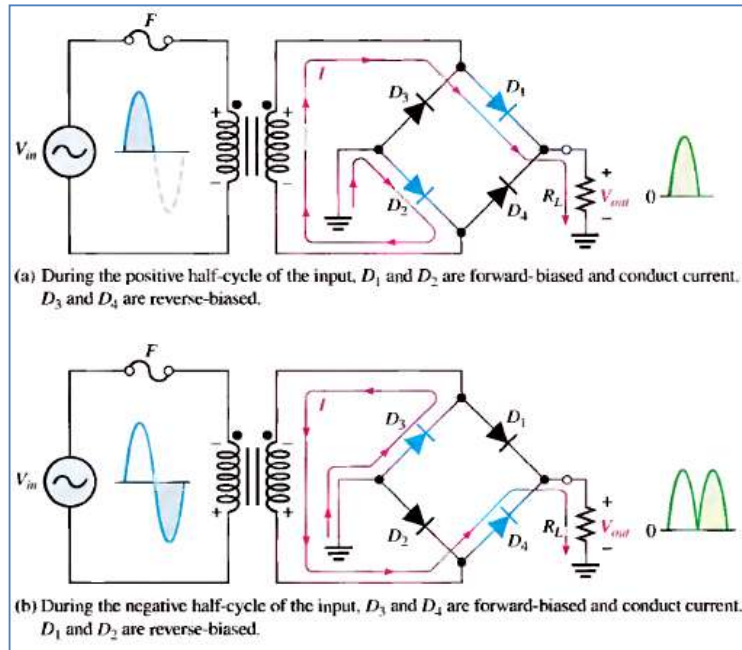 F
I
D3
D1
+
+
Vin
+
RL
Vout
0
−
−
D2
D4
−
(a) During the positive half-cycle of the input, D1 and D2 are forward-biased and conduct current.
D3 and D4 are reverse-biased.
F
I
D3
D1
−
−
Vin
+
RL
Vout
0
+
+
D2
D4
−
(b) During the negative half-cycle of the input, D3 and D4 are forward-biased and conduct current.
D1 and D2 are reverse-biased.